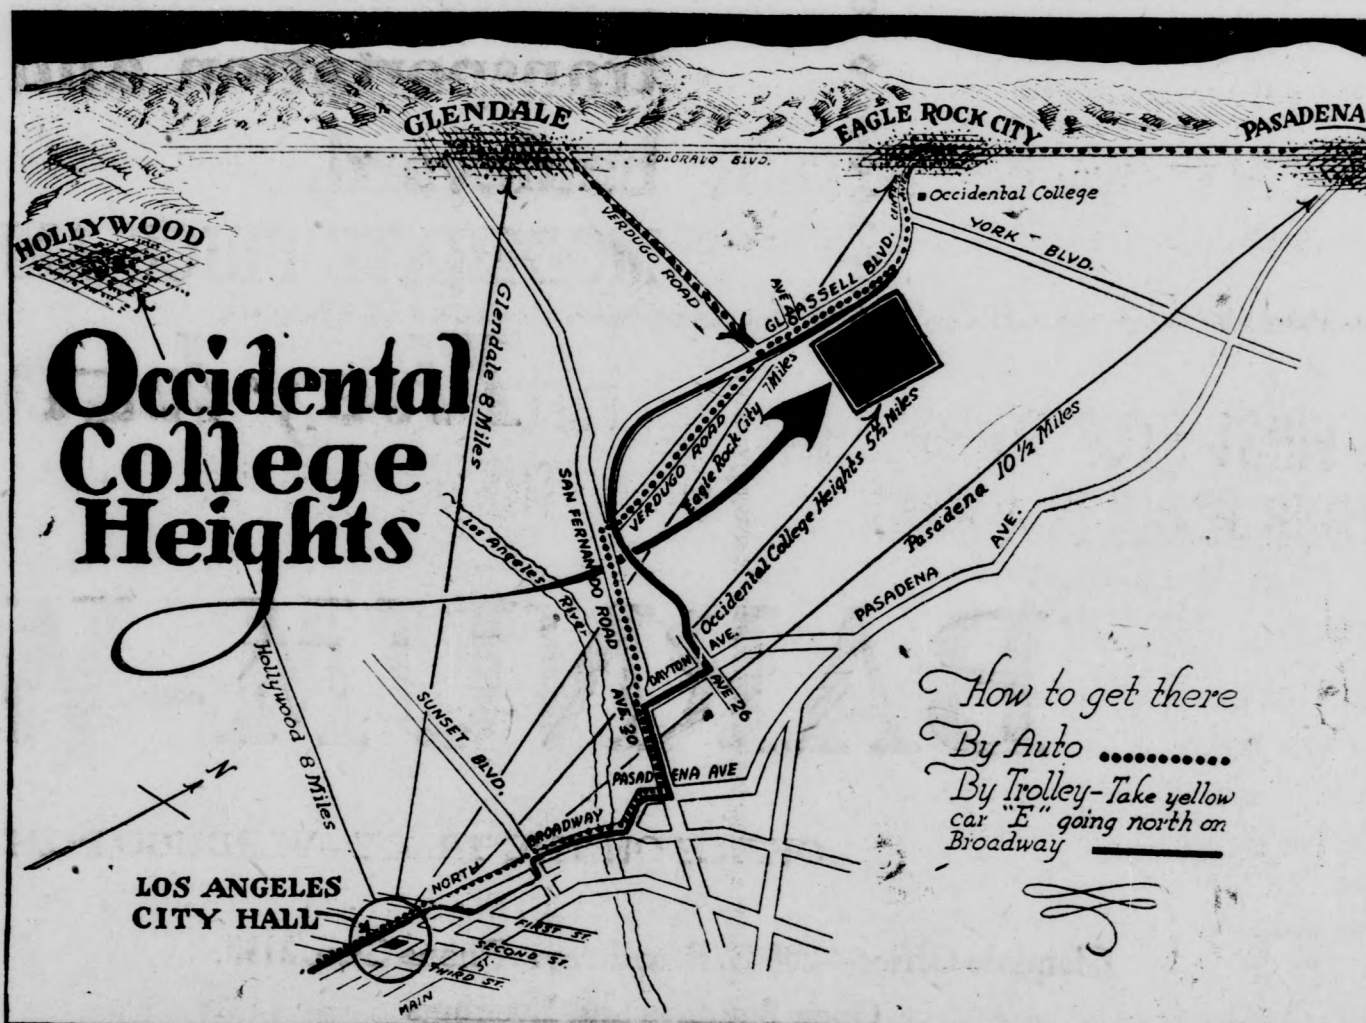 GLENDALE
EAGLE ROCK CITY
PASADENA
COLORADO BLVD.
Occidental College
HOLLYWOOD
VERDUGO ROAD
YORK BLVD.
GLASSELL BLVD.
AVE
Occidental
College
Heights
Glendale 8 Miles
VERDUGO ROAD
Eagle Rock City 7 Miles
Occidental College Heights 5½ Miles
Pasadena 10½ Miles
SAN FERNANDO ROAD
Los Angeles River
PASADENA AVE.
DAYTON AVE.
AVE 26
AVE. 20
Hollywood 8 Miles
SUNSET BLVD.
PASADENA AVE
NORTH BROADWAY
N
How to get there
By Auto
By Trolley - Take yellow
car "E" going north on
Broadway
LOS ANGELES
CITY HALL
FIRST ST.
SECOND ST.
THIRD ST.
MAIN